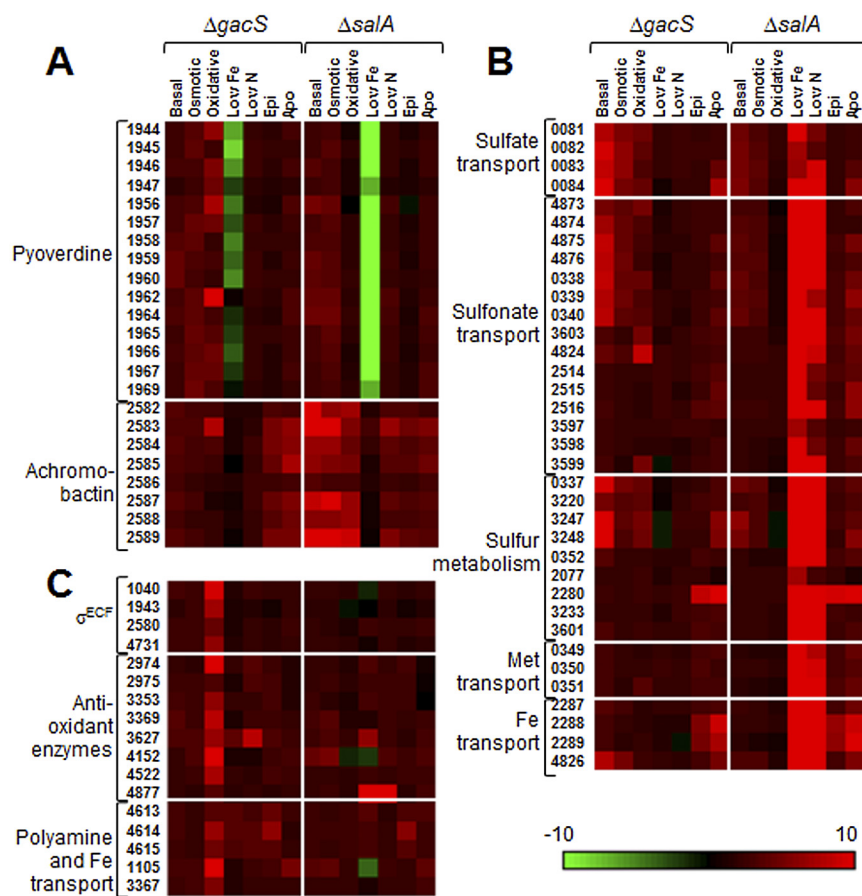 ΔgacS ΔsalA
A
Basal Osmotic Oxidative Low Fe Low N Epi Apo Basal Osmotic Oxidative Low Fe Low N Epi Apo
Pyoverdine
1944
1945
1946
1947
1956
1957
1958
1959
1960
1962
1964
1965
1966
1967
1969
Achromo-
bactin
2582
2583
2584
2585
2586
2587
2588
2589
C
σECF
1040
1943
2580
4731
Anti-
oxidant
enzymes
2974
2975
3353
3369
3627
4152
4522
4877
Polyamine
and Fe
transport
4613
4614
4615
1105
3367
ΔgacS ΔsalA
B
Basal Osmotic Oxidative Low Fe Low N Epi Apo Basal Osmotic Oxidative Low Fe Low N Epi Apo
Sulfate
transport
0081
0082
0083
0084
Sulfonate
transport
4873
4874
4875
4876
0338
0339
0340
3603
4824
2514
2515
2516
3597
3598
3599
Sulfur
metabolism
0337
3220
3247
3248
0352
2077
2280
3233
3601
Met
transport
0349
0350
0351
Fe
transport
2287
2288
2289
4826
-10 10